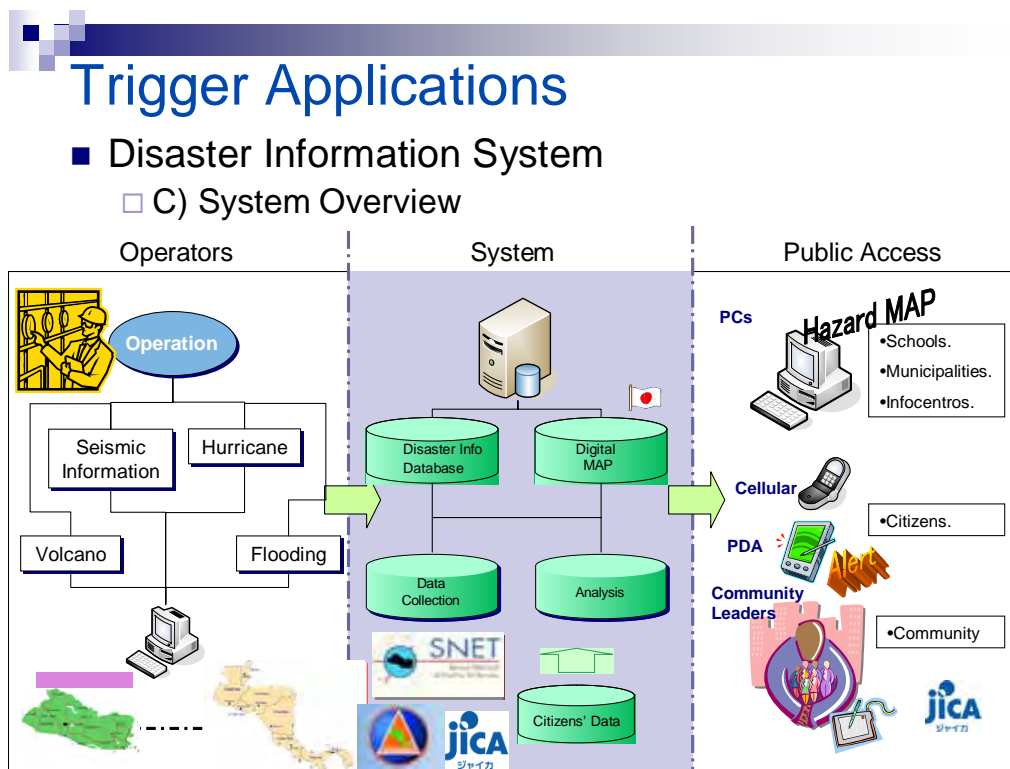 Trigger Applications
Disaster Information System
C) System Overview
Operators
System
Public Access
Operation
Seismic
Information
Hurricane
Volcano
Flooding
Disaster Info
Database
Digital
MAP
Data
Collection
Analysis
SNET
Citizens' Data
JICA
ジャイカ
PCs
Hazard MAP
•Schools.
•Municipalities.
•Infocentros.
Cellular
•Citizens.
PDA
Alert
Community
Leaders
•Community
JICA
ジャイカ